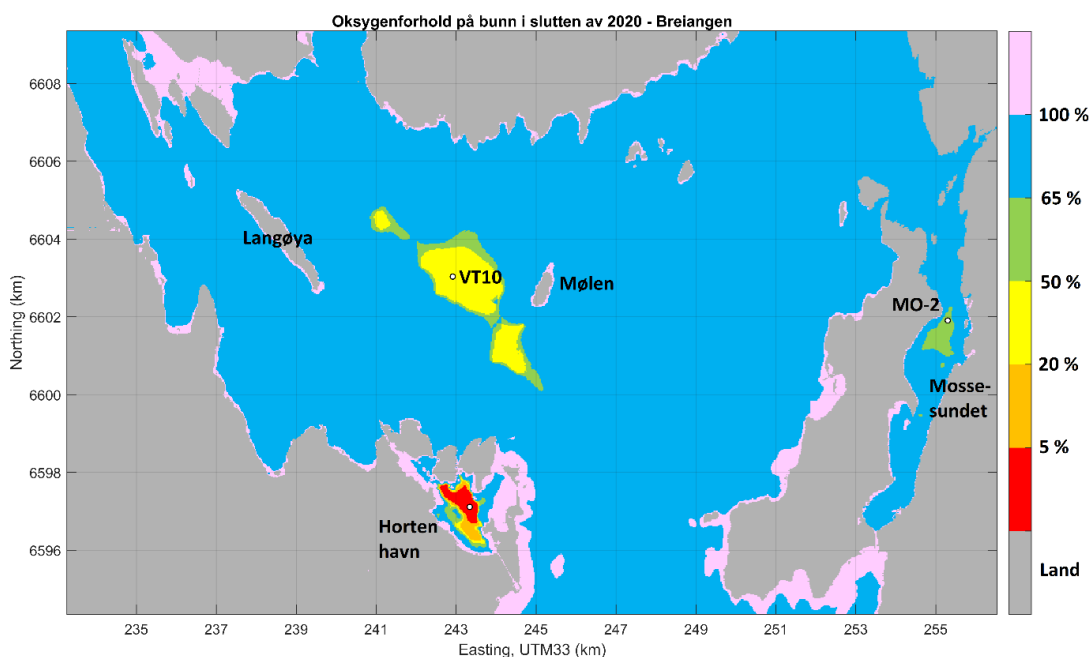 Oksygenforhold på bunn i slutten av 2020 - Breiangen
Northing (km)
6608
6606
6604
6602
6600
6598
6596
Langøya
VT10
Mølen
MO-2
Mosse-
sundet
Horten
havn
100 %
65 %
50 %
20 %
5 %
Land
235
237
239
241
243
245
247
249
251
253
255
Easting, UTM33 (km)